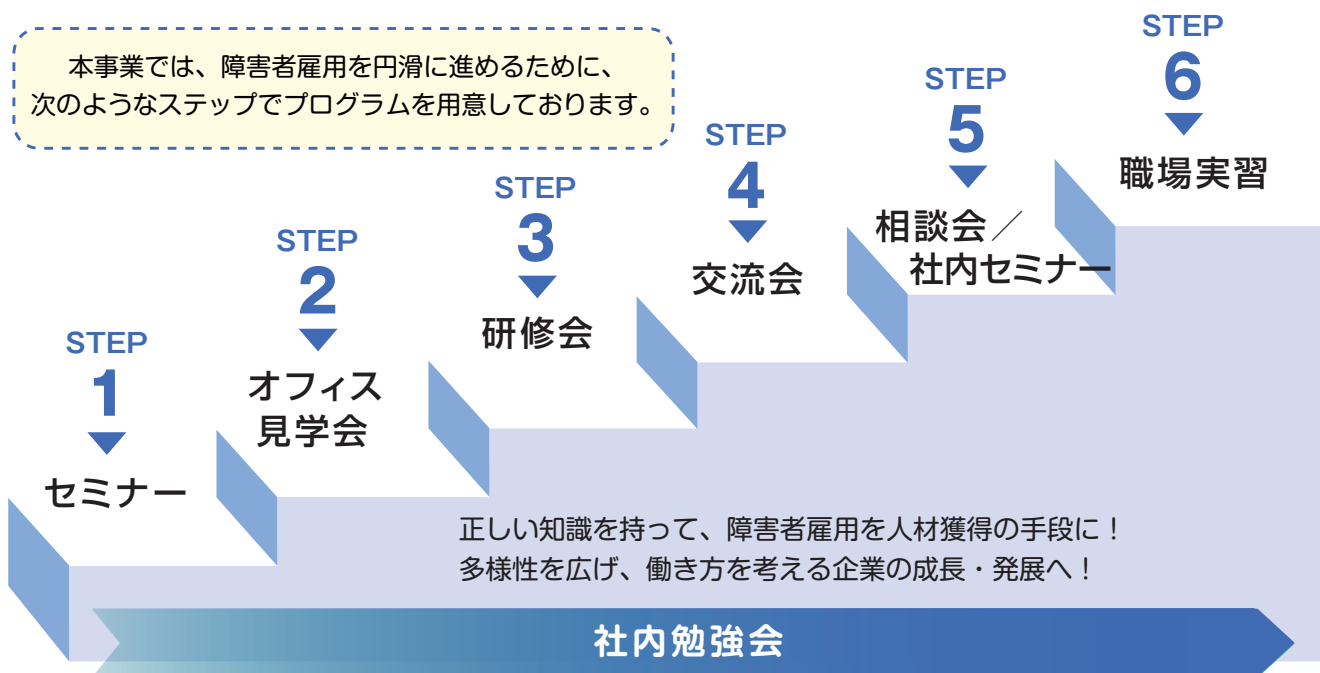 本事業では、障害者雇用を円滑に進めるために、
次のようなステップでプログラムを用意しております。
STEP
1
セミナー
STEP
2
オフィス
見学会
STEP
3
研修会
STEP
4
交流会
STEP
5
相談会／
社内セミナー
STEP
6
職場実習
正しい知識を持って、障害者雇用を人材獲得の手段に！
多様性を広げ、働き方を考える企業の成長・発展へ！
社内勉強会